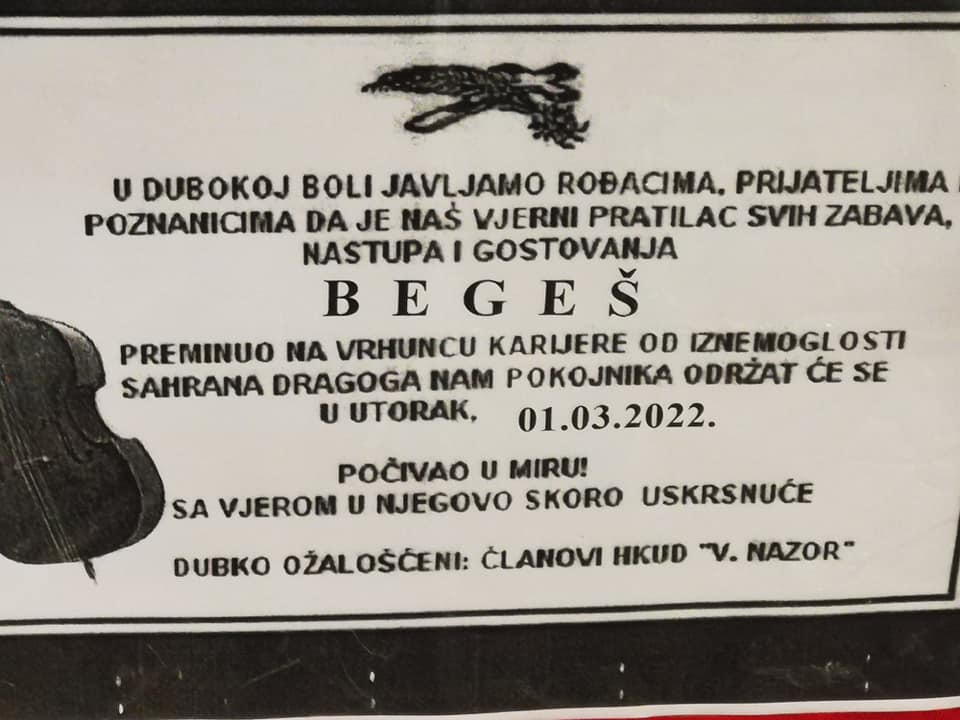 U DUBOKOJ BOLI JAVLJAMO ROĐACIMA, PRIJATELJIMA
POZNANICIMA DA JE NAŠ VJERNI PRATILAC SVIH ZABAVA,
NASTUPA I GOSTOVANJA
B E G E Š
PREMINUO NA VRHUNCU KARIJERE OD IZNEMOGLOSTI
SAHRANA DRAGOGA NAM POKOJNIKA ODRŽAT ĆE SE
U UTORAK, 01.03.2022.
POČIVAO U MIRU!
SA VJEROM U NJEGOVO SKORO USKRSNUĆE
DUBKO OŽALOŠĆENI: ČLANOVI HKUD "V. NAZOR"